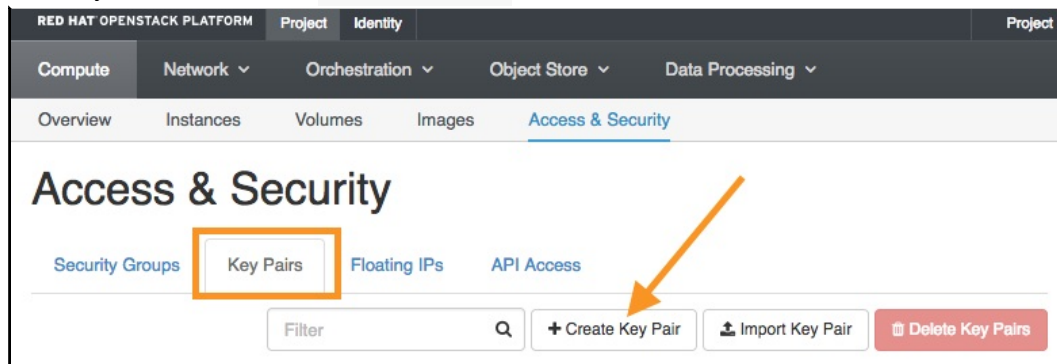 RED HAT OPENSTACK PLATFORM Project Identity Project
Compute Network Orchestration Object Store Data Processing
Overview Instances Volumes Images Access & Security
Access & Security
Security Groups Key Pairs Floating IPs API Access
Filter + Create Key Pair Import Key Pair Delete Key Pairs